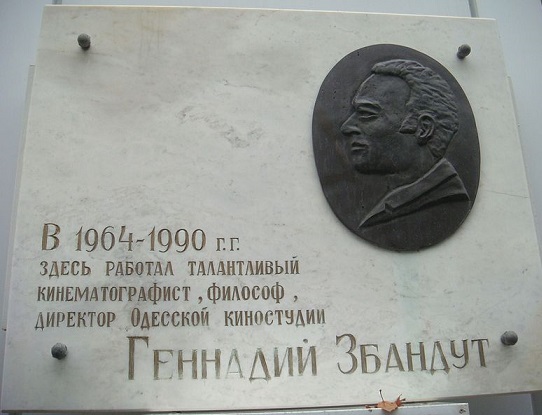 В 1964-1990 г.г.
здесь работал талантливый
кинематографист, философ,
директор Одесской киностудии
Геннадий Збандут